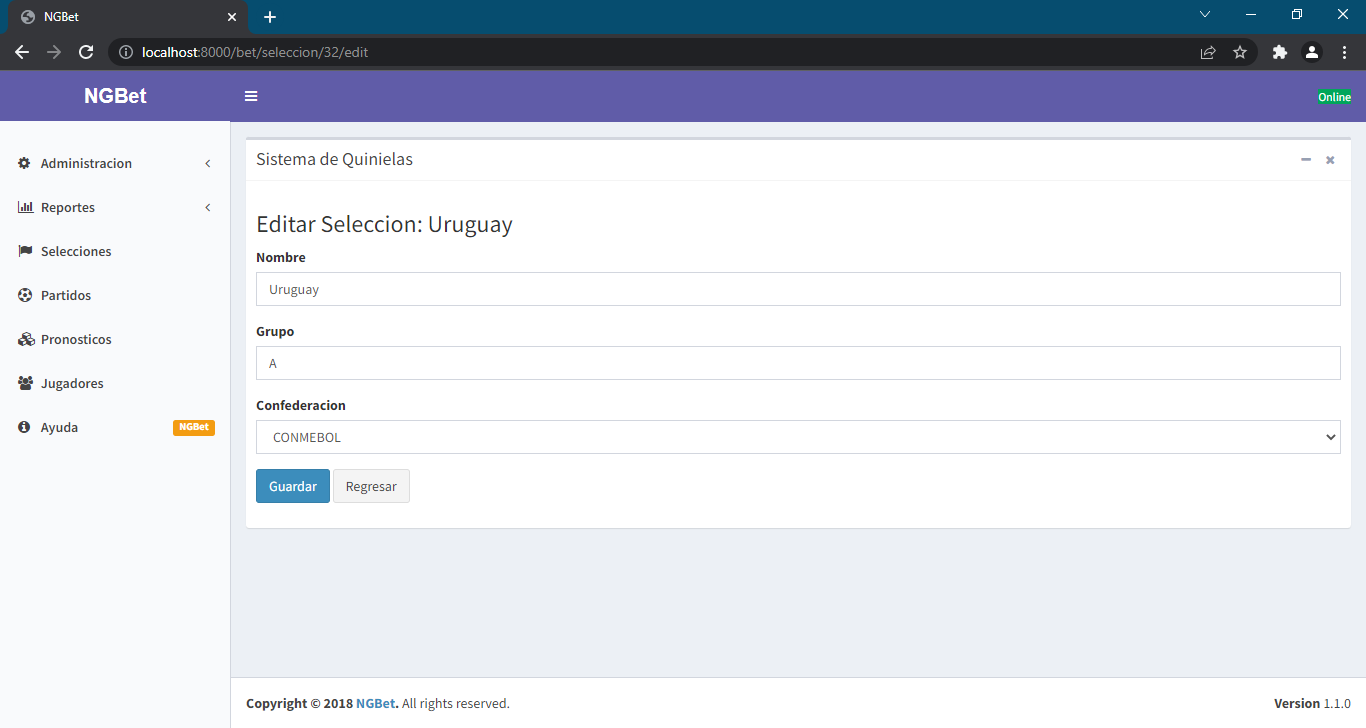 NGBet
localhost:8000/bet/seleccion/32/edit
NGBet
Online
Administracion
Reportes
Selecciones
Partidos
Pronosticos
Jugadores
Ayuda NGBet
Sistema de Quinielas
Editar Seleccion: Uruguay
Nombre
Uruguay
Grupo
A
Confederacion
CONMEBOL
Guardar Regresar
Copyright © 2018 NGBet. All rights reserved. Version 1.1.0